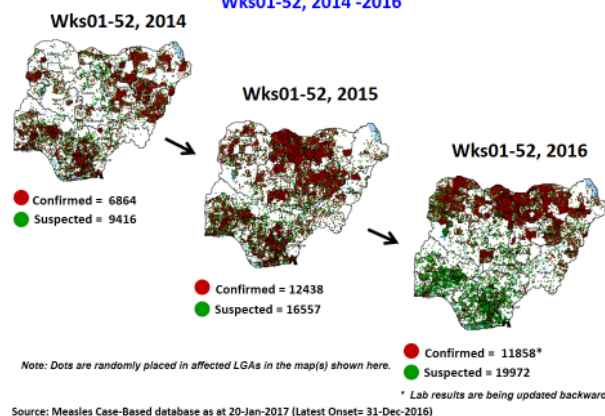 Wks01-52, 2014 -2016
Wks01-52, 2014
Confirmed = 6864
Suspected = 9416
Wks01-52, 2015
Confirmed = 12438
Suspected = 16557
Wks01-52, 2016
Confirmed = 11858*
Suspected = 19972
Note: Dots are randomly placed in affected LGAs in the map(s) shown here.
* Lab results are being updated backward
Source: Measles Case-Based database as at 20-Jan-2017 (Latest Onset= 31-Dec-2016)